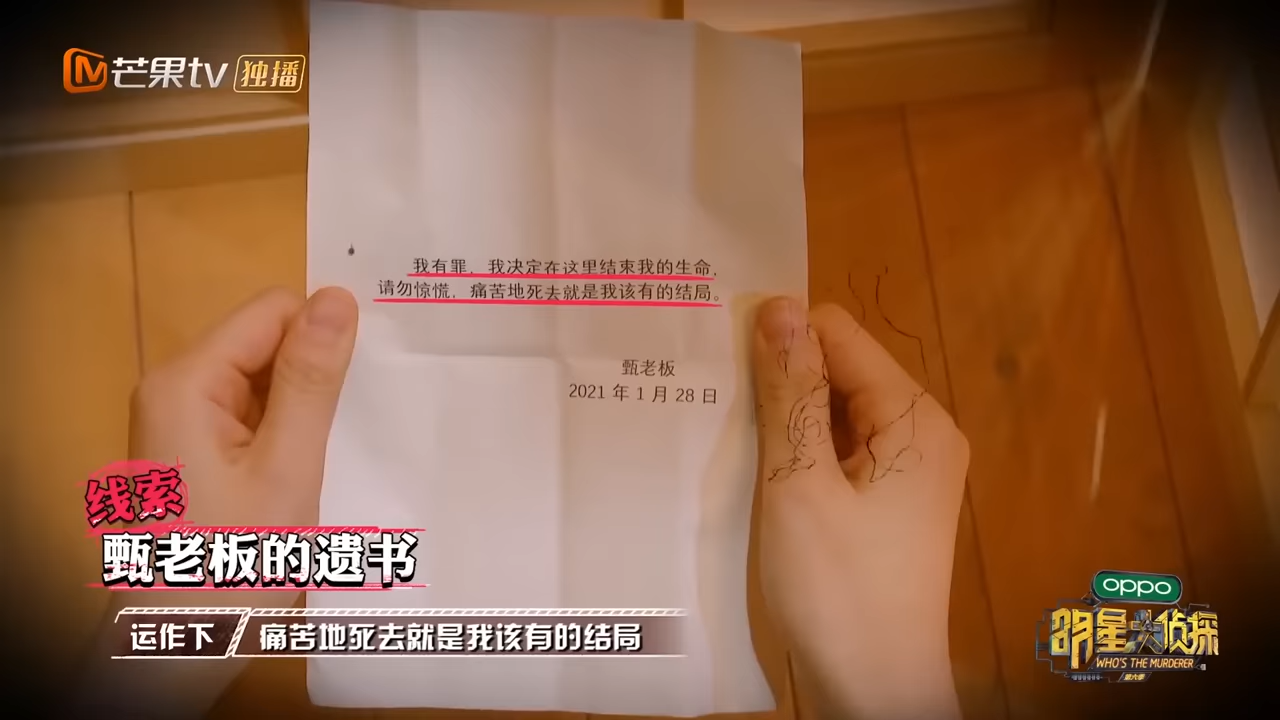 芒果tv 独播
我有罪，我决定在这里结束我的生命，
请勿惊慌，痛苦地死去就是我该有的结局。
甄老板
2021 年 1 月 28 日
线索
甄老板的遗书
运作下 痛苦地死去就是我该有的结局
oppo
明星大侦探
WHO'S THE MURDERER
第六季